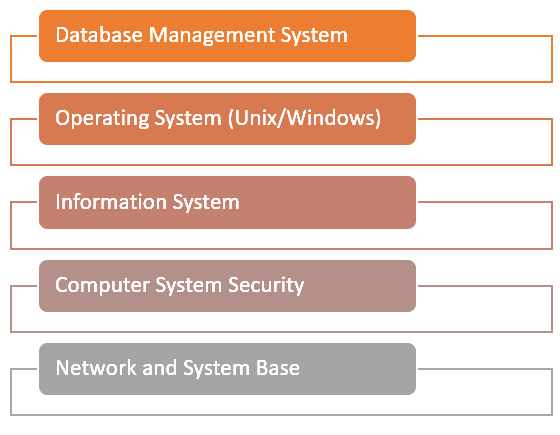 Database Management System
Operating System (Unix/Windows)
Information System
Computer System Security
Network and System Base